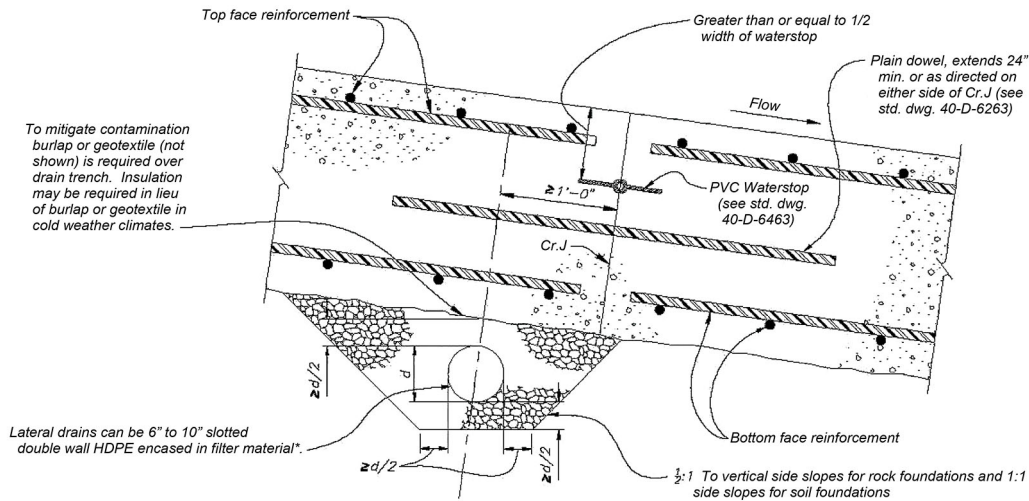 Top face reinforcement
Greater than or equal to 1/2
width of waterstop
Plain dowel, extends 24"
min. or as directed on
either side of Cr.J (see
std. dwg. 40-D-6263)
Flow
To mitigate contamination
burlap or geotextile (not
shown) is required over
drain trench. Insulation
may be required in lieu
of burlap or geotextile in
cold weather climates.
≥1'-0"
PVC Waterstop
(see std. dwg.
40-D-6463)
Cr.J
≥d/2
d
Lateral drains can be 6" to 10" slotted
double wall HDPE encased in filter material*.
≥d/2
≥d/2
Bottom face reinforcement
1/2:1 To vertical side slopes for rock foundations and 1:1
side slopes for soil foundations